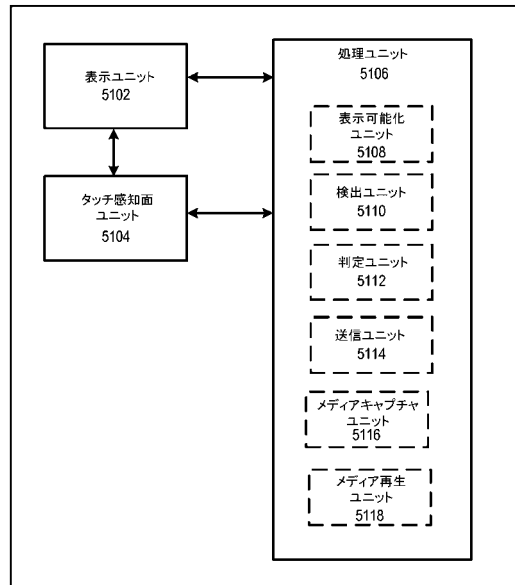 表示ユニット
5102
タッチ感知面
ユニット
5104
処理ユニット
5106
表示可能化
ユニット
5108
検出ユニット
5110
判定ユニット
5112
送信ユニット
5114
メディアキャプチャ
ユニット
5116
メディア再生
ユニット
5118